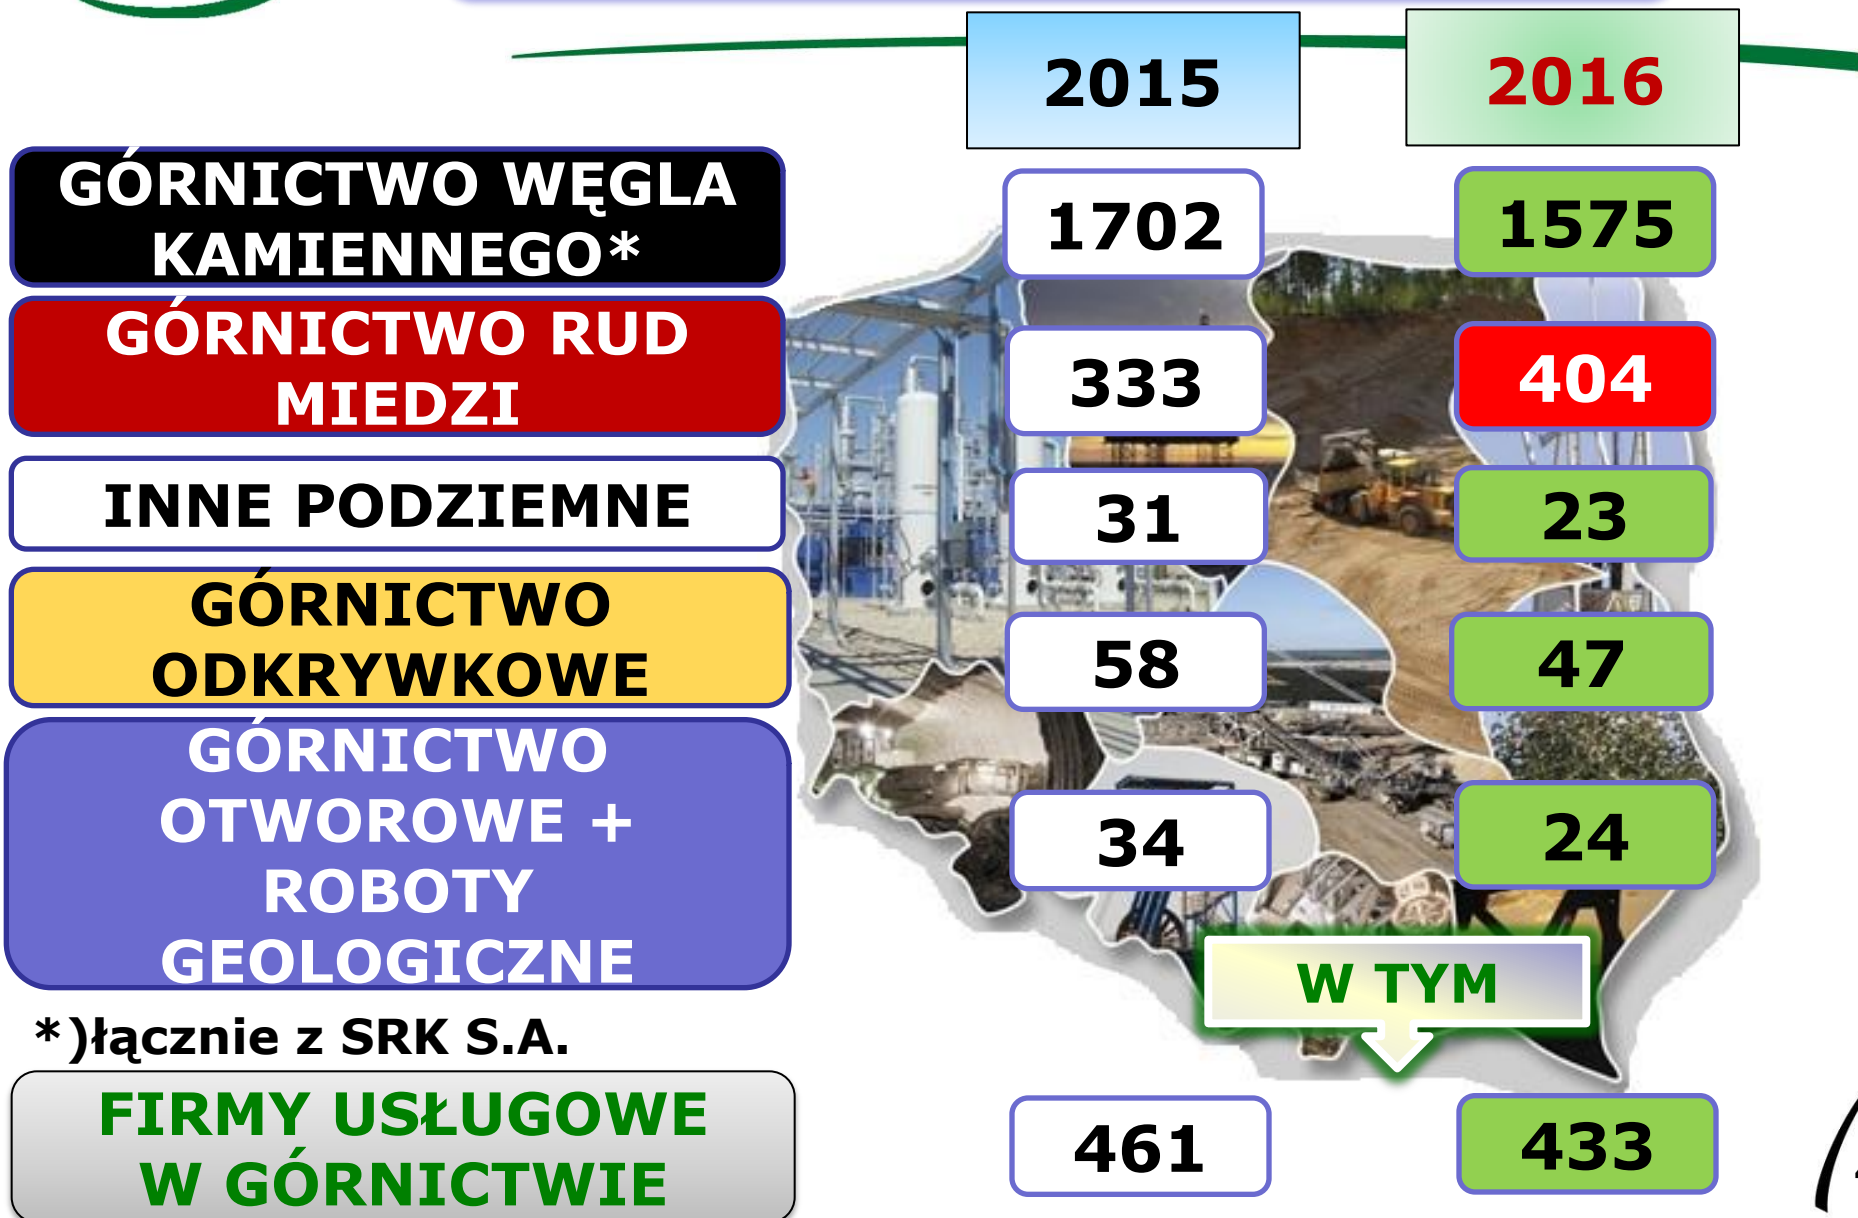 2015 2016
GÓRNICTWO WĘGLA
KAMIENNEGO*
1702 1575
GÓRNICTWO RUD
MIEDZI
333 404
INNE PODZIEMNE
31 23
GÓRNICTWO
ODKRYWKOWE
58 47
GÓRNICTWO
OTWOROWE +
ROBOTY
GEOLOGICZNE
34 24
W TYM
*)łącznie z SRK S.A.
FIRMY USŁUGOWE
W GÓRNICTWIE
461 433